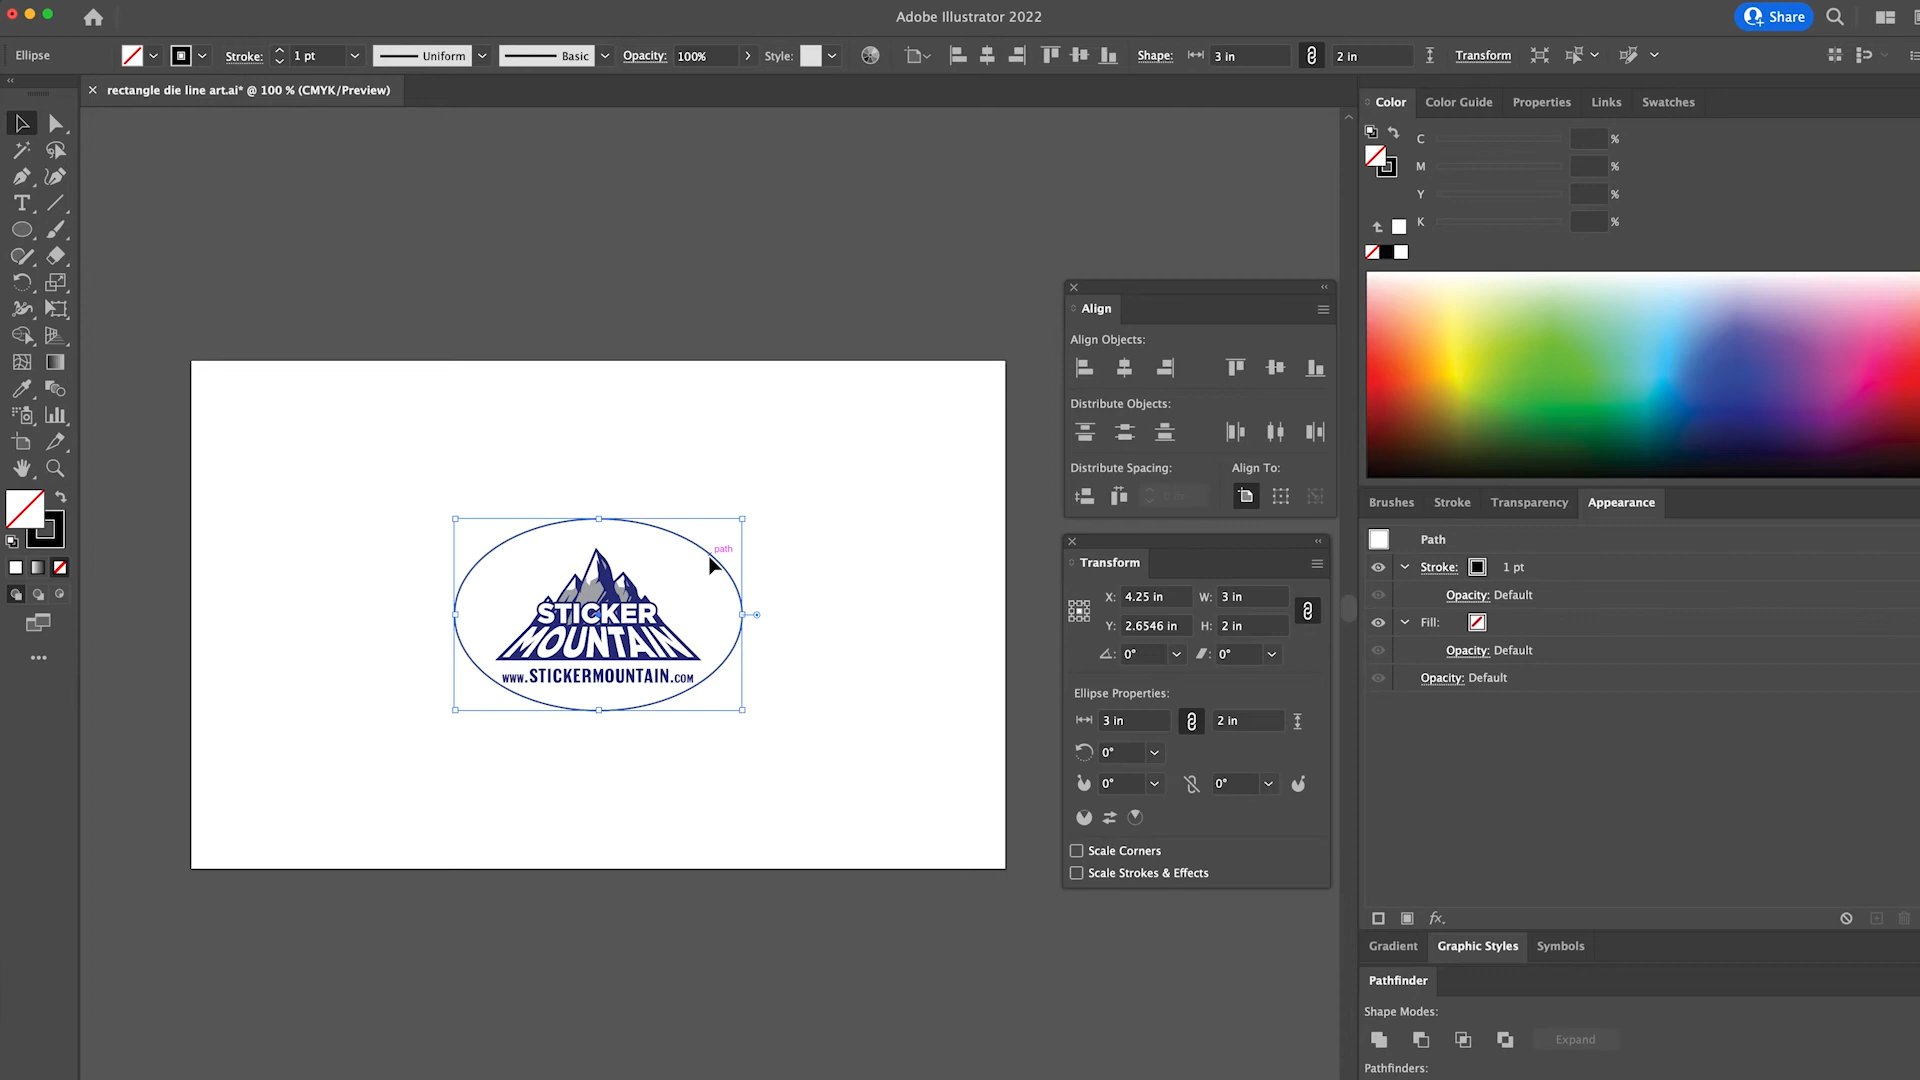 Adobe Illustrator 2022
Share
Ellipse
Stroke:
1 pt
Uniform
Basic
Opacity:
100%
Style:
Shape:
3 in
2 in
Transform
rectangle die line art.ai* @ 100 % (CMYK/Preview)
Color
Color Guide
Properties
Links
Swatches
C
%
M
%
Y
%
K
%
Align
Align Objects:
Distribute Objects:
Distribute Spacing:
Align To:
path
STICKER
MOUNTAIN
www.STICKERMOUNTAIN.com
Transform
X: 4.25 in W: 3 in
Y: 2.6546 in H: 2 in
0° 0°
Ellipse Properties:
3 in 2 in
0°
0° 0°
Scale Corners
Scale Strokes & Effects
Brushes
Stroke
Transparency
Appearance
Path
Stroke: 1 pt
Opacity: Default
Fill:
Opacity: Default
Opacity: Default
fx
Gradient
Graphic Styles
Symbols
Pathfinder
Shape Modes:
Expand
Pathfinders: